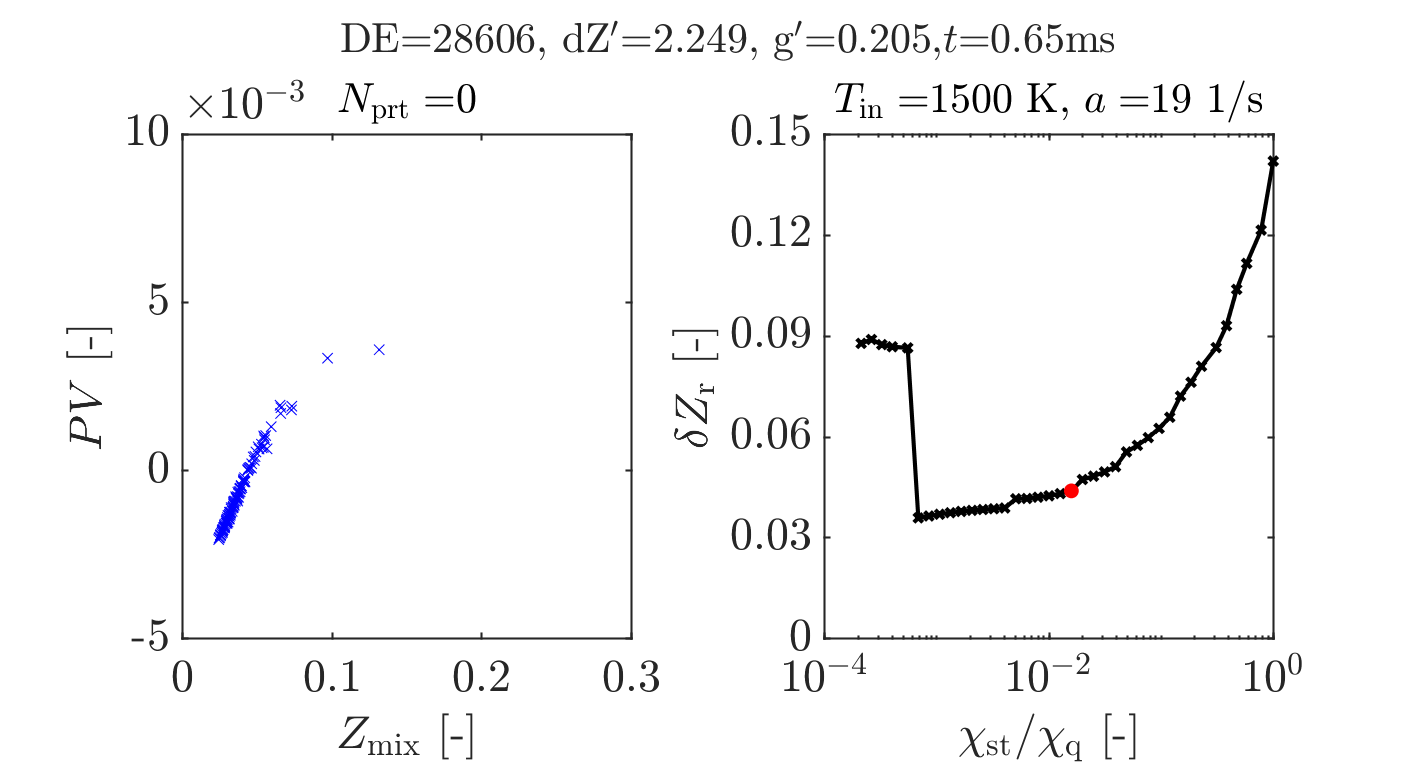 DE=28606, dZ′=2.249, g′=0.205,t=0.65ms
×10⁻³ N_prt =0
10
5
0
-5
0 0.1 0.2 0.3
PV [-]
Z_mix [-]
T_in =1500 K, a =19 1/s
0.15
0.12
0.09
0.06
0.03
0
10⁻⁴ 10⁻² 10⁰
δZ_r [-]
χ_st/χ_q [-]